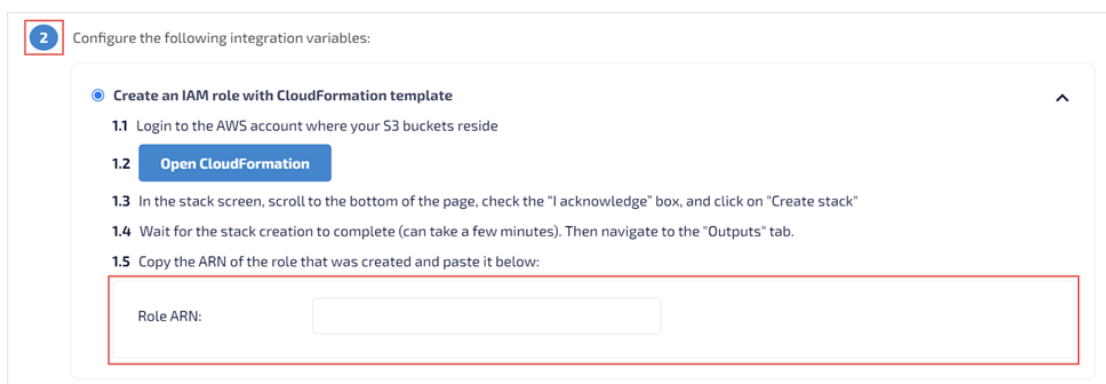 2 Configure the following integration variables:
Create an IAM role with CloudFormation template
1.1 Login to the AWS account where your S3 buckets reside
1.2 Open CloudFormation
1.3 In the stack screen, scroll to the bottom of the page, check the “I acknowledge” box, and click on "Create stack"
1.4 Wait for the stack creation to complete (can take a few minutes). Then navigate to the "Outputs" tab.
1.5 Copy the ARN of the role that was created and paste it below:
Role ARN: